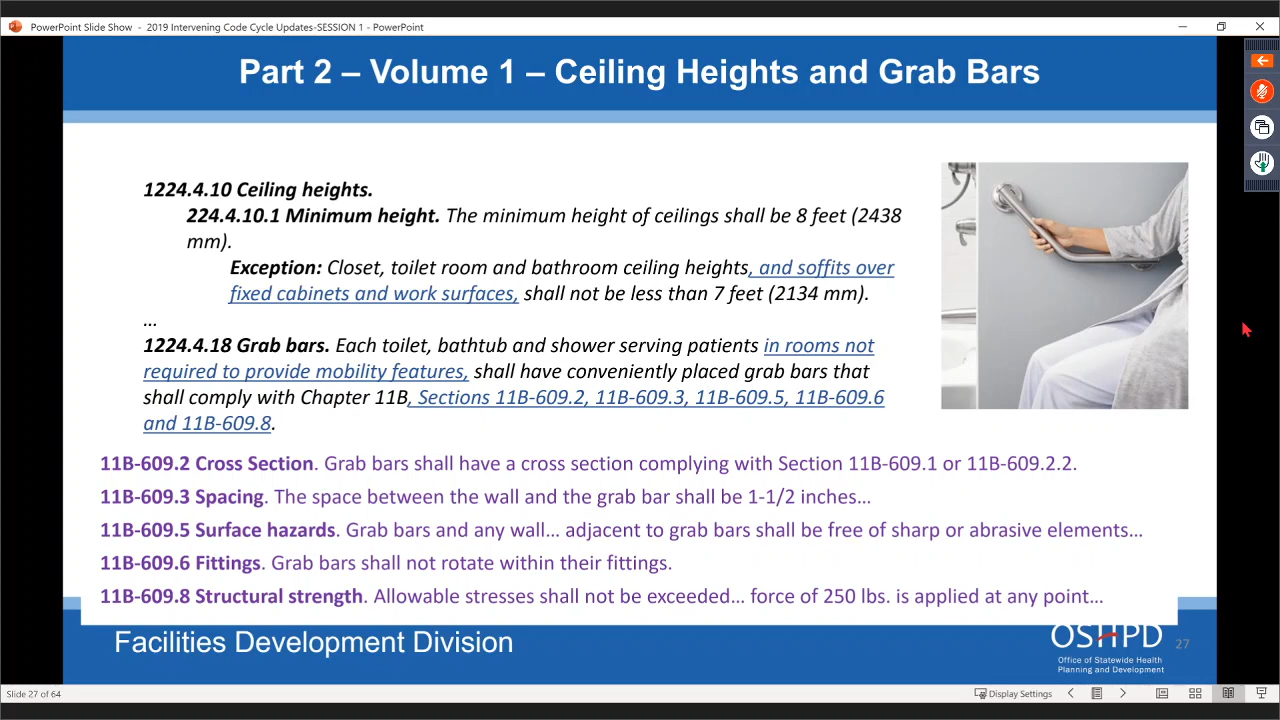 PowerPoint Slide Show - 2019 Intervening Code Cycle Updates-SESSION 1 - PowerPoint
Part 2 – Volume 1 – Ceiling Heights and Grab Bars
1224.4.10 Ceiling heights.
224.4.10.1 Minimum height. The minimum height of ceilings shall be 8 feet (2438
mm).
Exception: Closet, toilet room and bathroom ceiling heights, and soffits over
fixed cabinets and work surfaces, shall not be less than 7 feet (2134 mm).
...
1224.4.18 Grab bars. Each toilet, bathtub and shower serving patients in rooms not
required to provide mobility features, shall have conveniently placed grab bars that
shall comply with Chapter 11B, Sections 11B-609.2, 11B-609.3, 11B-609.5, 11B-609.6
and 11B-609.8.
11B-609.2 Cross Section. Grab bars shall have a cross section complying with Section 11B-609.1 or 11B-609.2.2.
11B-609.3 Spacing. The space between the wall and the grab bar shall be 1-1/2 inches...
11B-609.5 Surface hazards. Grab bars and any wall... adjacent to grab bars shall be free of sharp or abrasive elements...
11B-609.6 Fittings. Grab bars shall not rotate within their fittings.
11B-609.8 Structural strength. Allowable stresses shall not be exceeded... force of 250 lbs. is applied at any point...
Facilities Development Division
OSHPD
Office of Statewide Health
Planning and Development
27
Slide 27 of 64
Display Settings